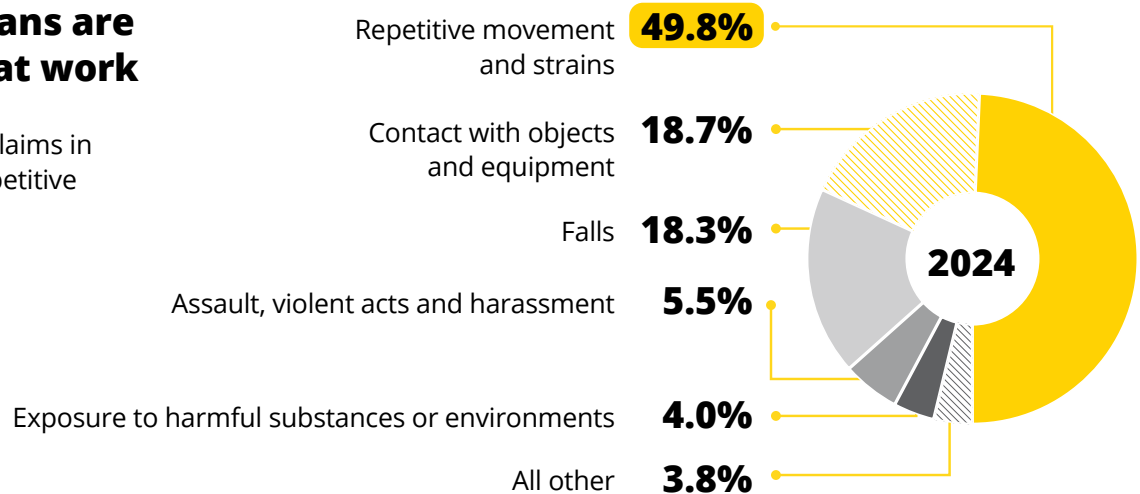 ans are
at work
laims in
petitive
Repetitive movement 49.8%
and strains
Contact with objects 18.7%
and equipment
Falls 18.3%
Assault, violent acts and harassment 5.5%
Exposure to harmful substances or environments 4.0%
All other 3.8%
2024